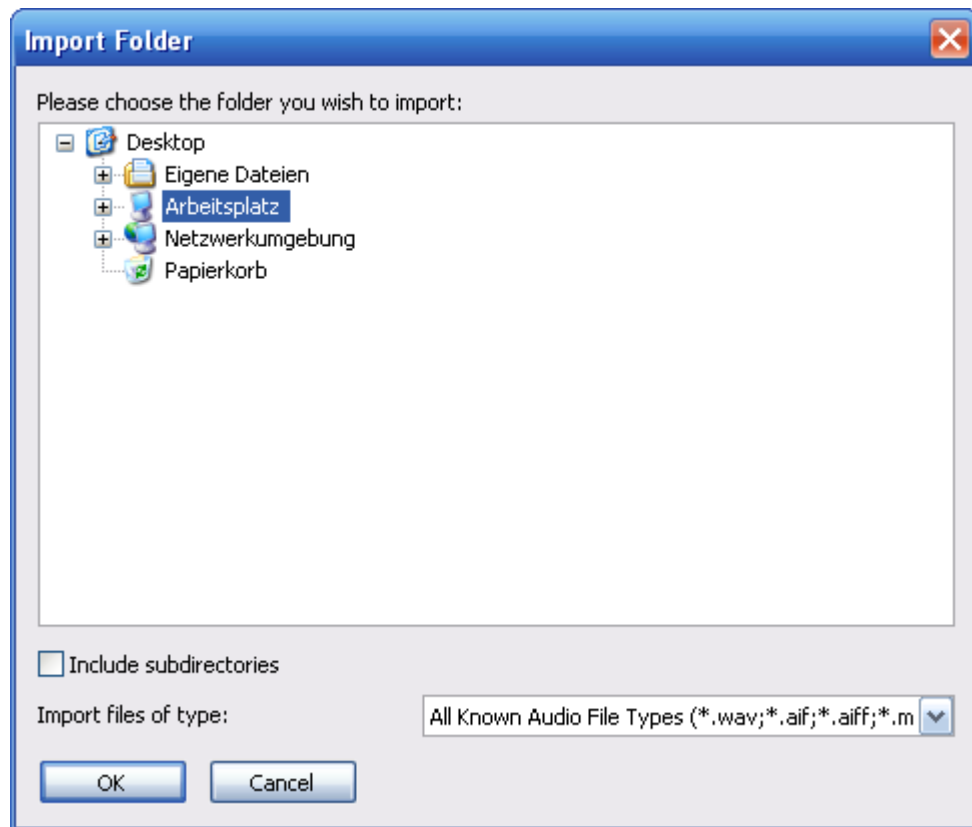 Import Folder
Please choose the folder you wish to import:
Desktop
Eigene Dateien
Arbeitsplatz
Netzwerkumgebung
Papierkorb
Include subdirectories
Import files of type: All Known Audio File Types (*.wav;*.aif;*.aiff;*.m
OK Cancel